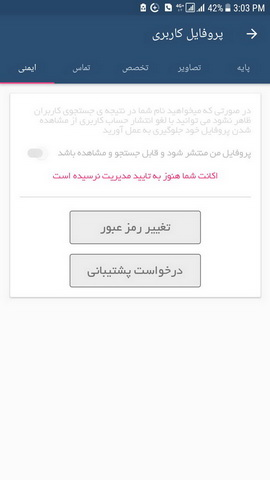 42% 3:03 PM
پروفایل کاربری
پایه تصاویر تخصص تماس ایمنی
در صورتی که میخواهید نام شما در نتیجه ی جستجوی کاربران
ظاهر نشود می توانید با لغو انتشار حساب کاربری از مشاهده
شدن پروفایل خود جلوگیری به عمل آورید
پروفایل من منتشر شود و قابل جستجو و مشاهده باشد
اکانت شما هنوز به تایید مدیریت نرسیده است
تغییر رمز عبور
درخواست پشتیبانی